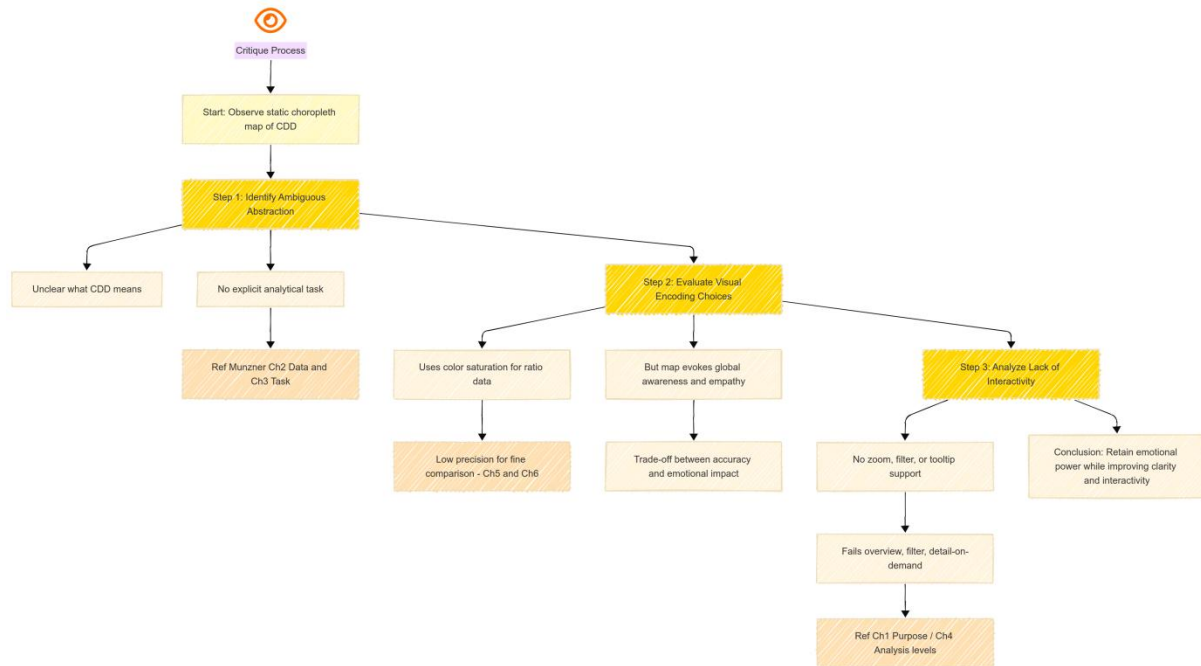 Critique Process
Start: Observe static choropleth
map of CDD
Step 1: Identify Ambiguous
Abstraction
Unclear what CDD means
No explicit analytical task
Ref Munzner Ch2 Data and
Ch3 Task
Step 2: Evaluate Visual
Encoding Choices
Uses color saturation for ratio
data
Low precision for fine
comparison - Ch5 and Ch6
But map evokes global
awareness and empathy
Trade-off between accuracy
and emotional impact
Step 3: Analyze Lack of
Interactivity
No zoom, filter, or tooltip
support
Fails overview, filter, detail-on-
demand
Ref Ch1 Purpose / Ch4
Analysis levels
Conclusion: Retain emotional
power while improving clarity
and interactivity